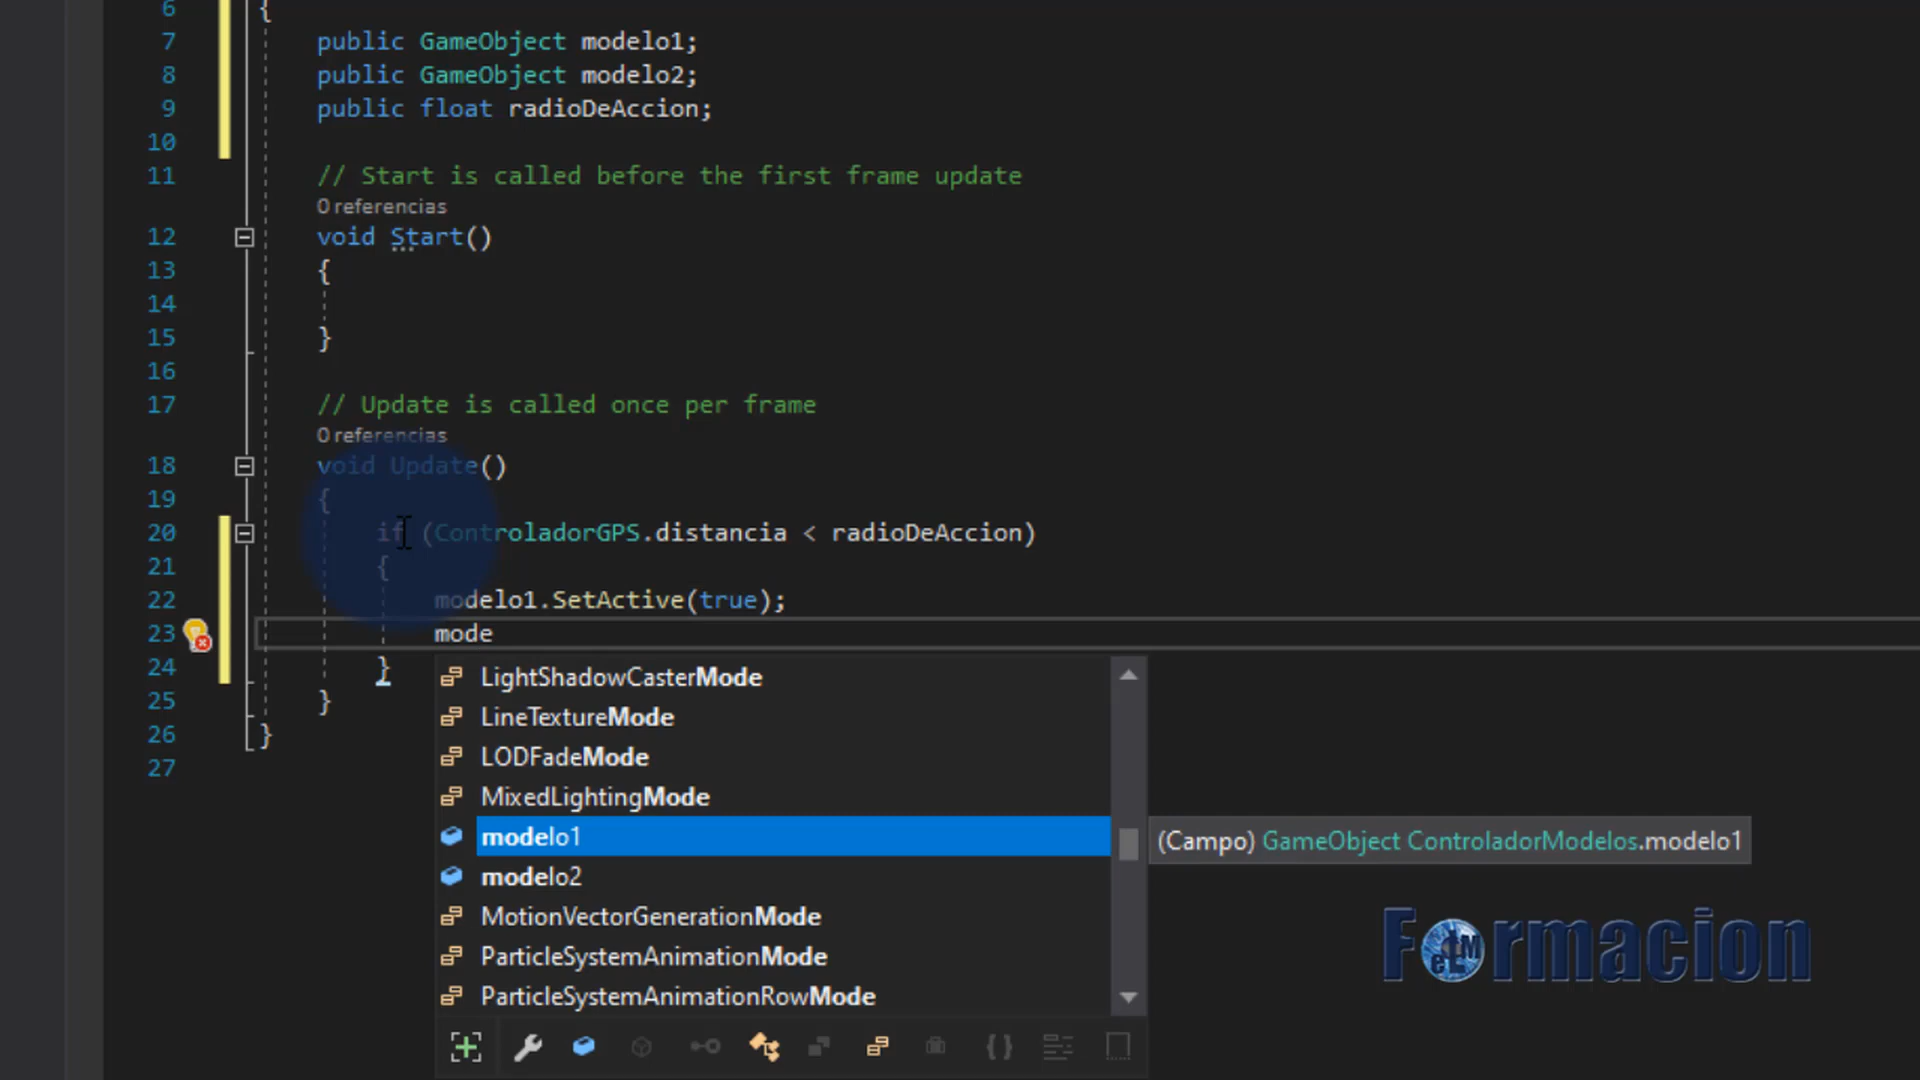 6 {
7 public GameObject modelo1;
8 public GameObject modelo2;
9 public float radioDeAccion;
10
11 // Start is called before the first frame update
0 referencias
12 void Start()
13 {
14
15 }
16
17 // Update is called once per frame
0 referencias
18 void Update()
19 {
20 if (ControladorGPS.distancia < radioDeAccion)
21 {
22 modelo1.SetActive(true);
23 mode
24 }
25 }
26 }
27
LightShadowCasterMode
LineTextureMode
LODFadeMode
MixedLightingMode
modelo1
(Campo) GameObject ControladorModelos.modelo1
modelo2
MotionVectorGenerationMode
ParticleSystemAnimationMode
ParticleSystemAnimationRowMode
Formacion